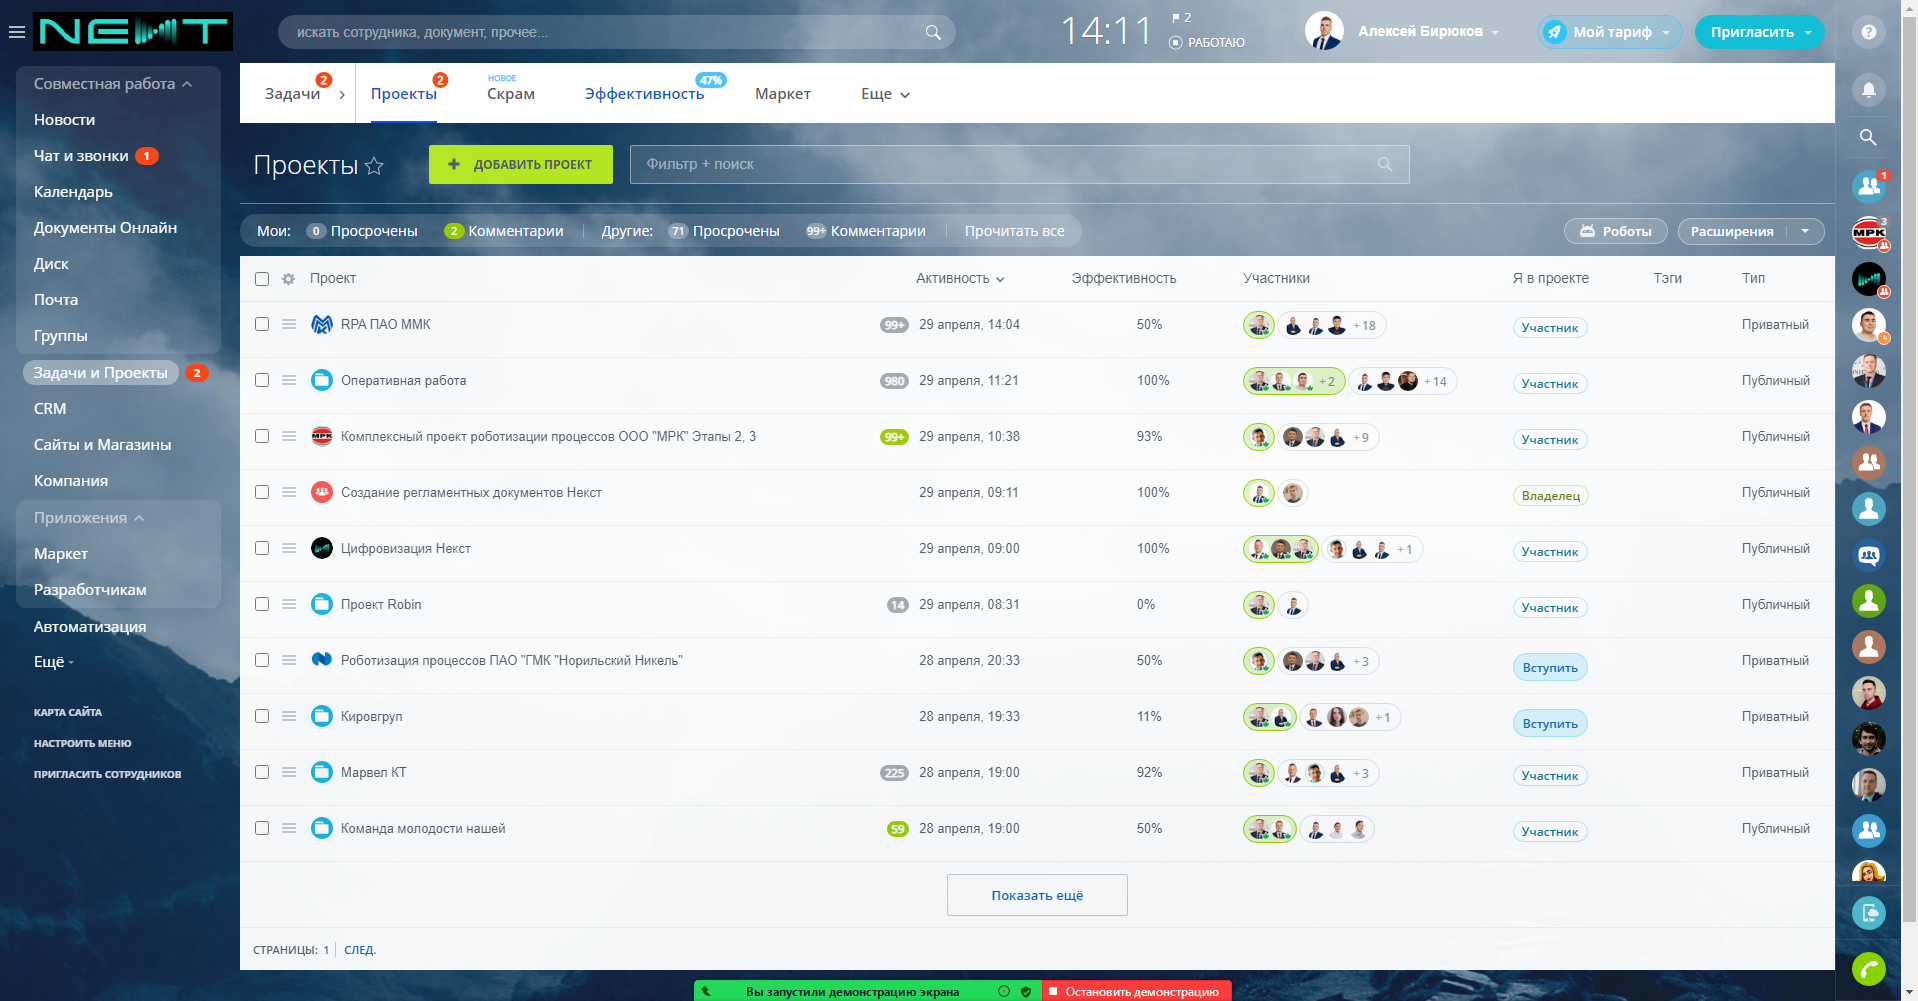 NEXT
искать сотрудника, документ, прочее...
14:11
2
РАБОТАЮ
Алексей Бирюков
Мой тариф
Пригласить
?
Совместная работа
Новости
Чат и звонки 1
Календарь
Документы Онлайн
Диск
Почта
Группы
Задачи и Проекты 2
CRM
Сайты и Магазины
Компания
Приложения
Маркет
Разработчикам
Автоматизация
Ещё
КАРТА САЙТА
НАСТРОИТЬ МЕНЮ
ПРИГЛАСИТЬ СОТРУДНИКОВ
Задачи 2
Проекты 2
НОВОЕ
Скрам
Эффективность 47%
Маркет
Еще
Проекты
+ ДОБАВИТЬ ПРОЕКТ
Фильтр + поиск
Мои: 0 Просрочены 2 Комментарии Другие: 71 Просрочены 99+ Комментарии Прочитать все
Роботы
Расширения
Проект Активность Эффективность Участники Я в проекте Тэги Тип
RPA ПАО ММК 99+ 29 апреля, 14:04 50% +18 Участник Приватный
Оперативная работа 980 29 апреля, 11:21 100% +2 +14 Участник Публичный
МРК Комплексный проект роботизации процессов ООО "МРК" Этапы 2, 3 99+ 29 апреля, 10:38 93% +9 Участник Публичный
Создание регламентных документов Некст 29 апреля, 09:11 100% Владелец Публичный
Цифровизация Некст 29 апреля, 09:00 100% +1 Участник Публичный
Проект Robin 14 29 апреля, 08:31 0% Участник Публичный
Роботизация процессов ПАО "ГМК "Норильский Никель" 28 апреля, 20:33 50% +3 Вступить Приватный
Кировгруп 28 апреля, 19:33 11% +1 Вступить Приватный
Марвел КТ 225 28 апреля, 19:00 92% +3 Участник Приватный
Команда молодости нашей 59 28 апреля, 19:00 50% Участник Публичный
Показать ещё
СТРАНИЦЫ: 1 СЛЕД.
1
МРК 3
Вы запустили демонстрацию экрана
Остановить демонстрацию